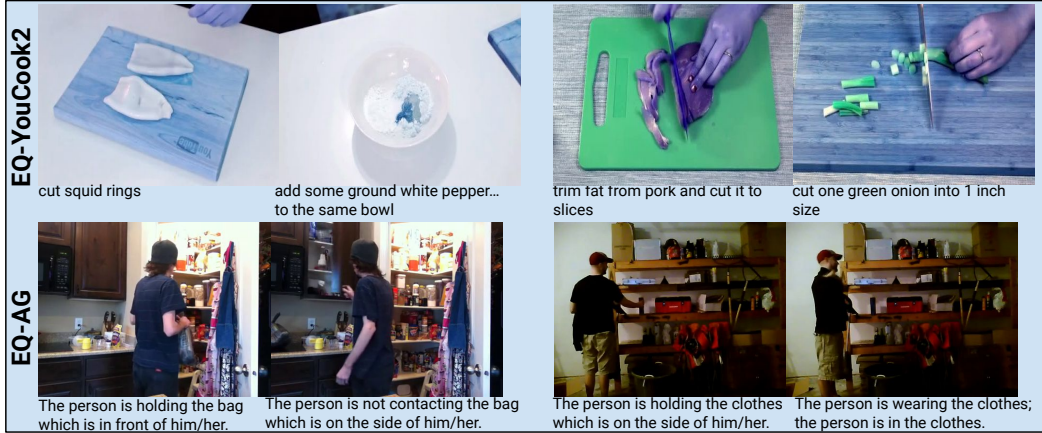 EQ-YouCook2
cut squid rings
add some ground white pepper…
to the same bowl
trim fat from pork and cut it to
slices
cut one green onion into 1 inch
size
EQ-AG
The person is holding the bag
which is in front of him/her.
The person is not contacting the bag
which is on the side of him/her.
The person is holding the clothes
which is on the side of him/her.
The person is wearing the clothes;
the person is in the clothes.